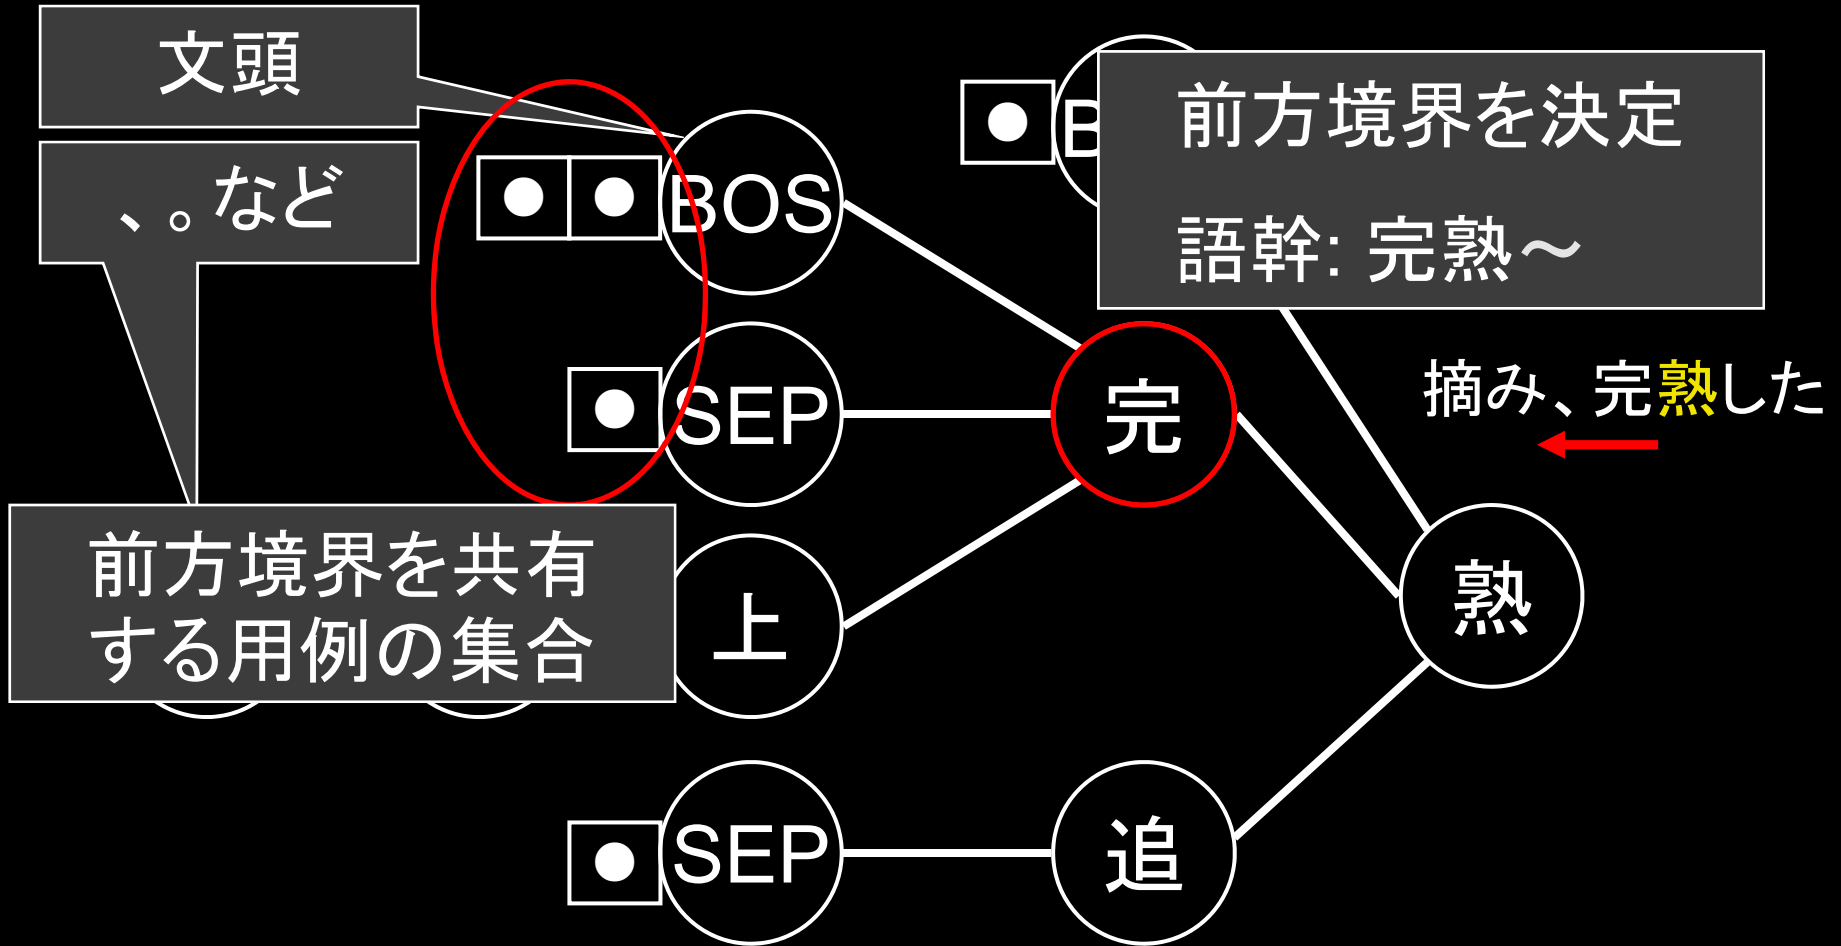 文頭
、。など
BOS
B
前方境界を決定
語幹: 完熟~
SEP
完
摘み、完熟した
前方境界を共有
する用例の集合
上
熟
SEP
追